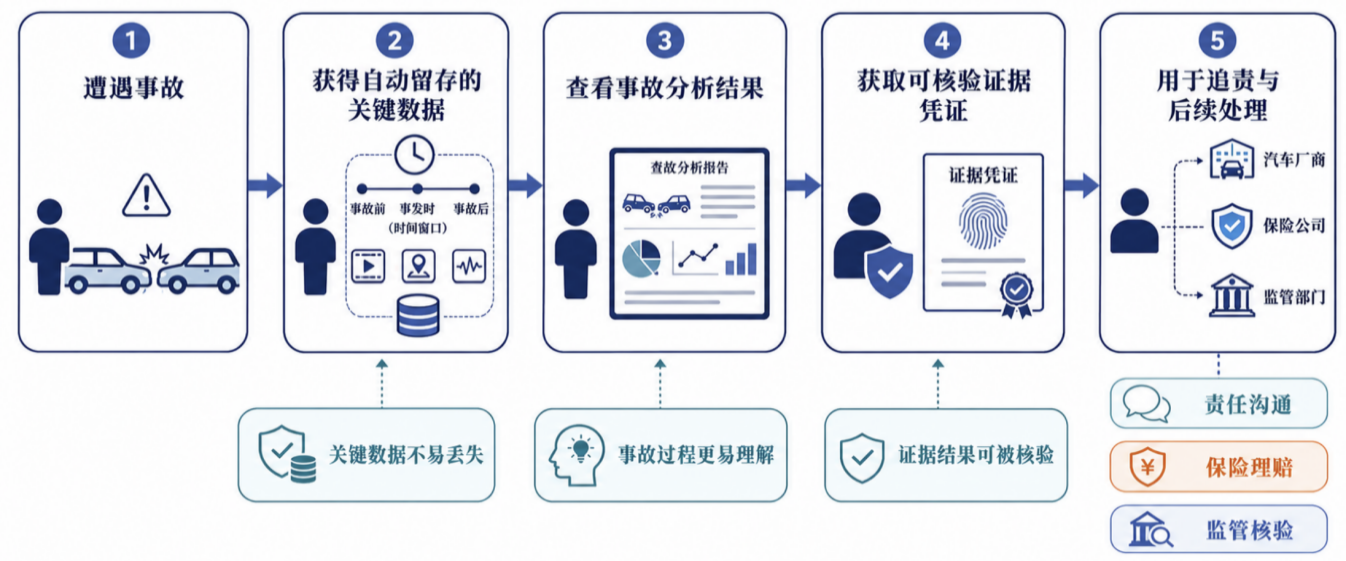 1
遭遇事故
2
获得自动留存的
关键数据
事故前 事发时 事故后
（时间窗口）
3
查看事故分析结果
查故分析报告
4
获取可核验证据
凭证
证据凭证
5
用于追责与
后续处理
汽车厂商
保险公司
监管部门
关键数据不易丢失
事故过程更易理解
证据结果可被核验
责任沟通
¥
保险理赔
监管核验